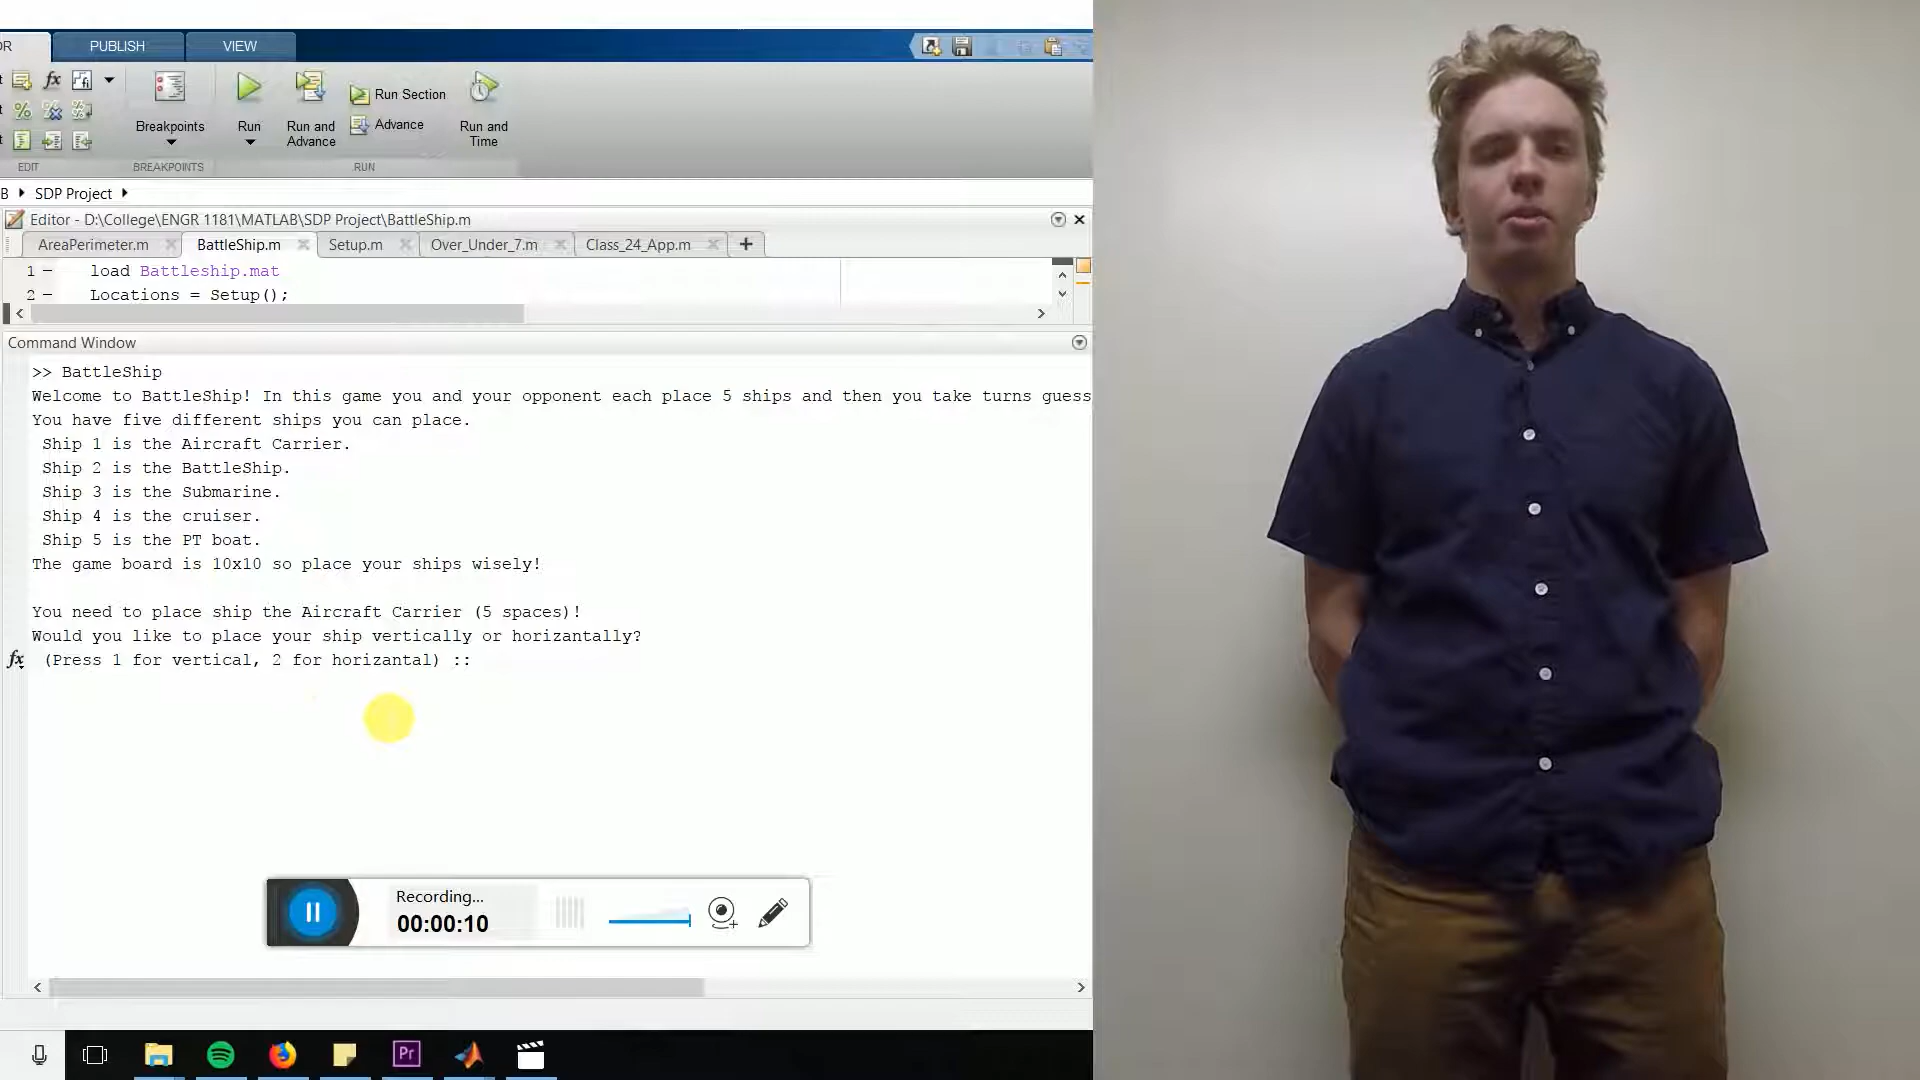 OR
PUBLISH
VIEW
fx
Breakpoints
Run
Run and
Advance
Run Section
Advance
Run and
Time
EDIT
BREAKPOINTS
RUN
B
SDP Project
Editor - D:\College\ENGR 1181\MATLAB\SDP Project\BattleShip.m
AreaPerimeter.m
BattleShip.m
Setup.m
Over_Under_7.m
Class_24_App.m
1 load Battleship.mat
2 Locations = Setup();
Command Window
>> BattleShip
Welcome to BattleShip! In this game you and your opponent each place 5 ships and then you take turns guess
You have five different ships you can place.
Ship 1 is the Aircraft Carrier.
Ship 2 is the BattleShip.
Ship 3 is the Submarine.
Ship 4 is the cruiser.
Ship 5 is the PT boat.
The game board is 10x10 so place your ships wisely!
You need to place ship the Aircraft Carrier (5 spaces)!
Would you like to place your ship vertically or horizantally?
fx (Press 1 for vertical, 2 for horizantal) ::
Recording...
00:00:10
Pr